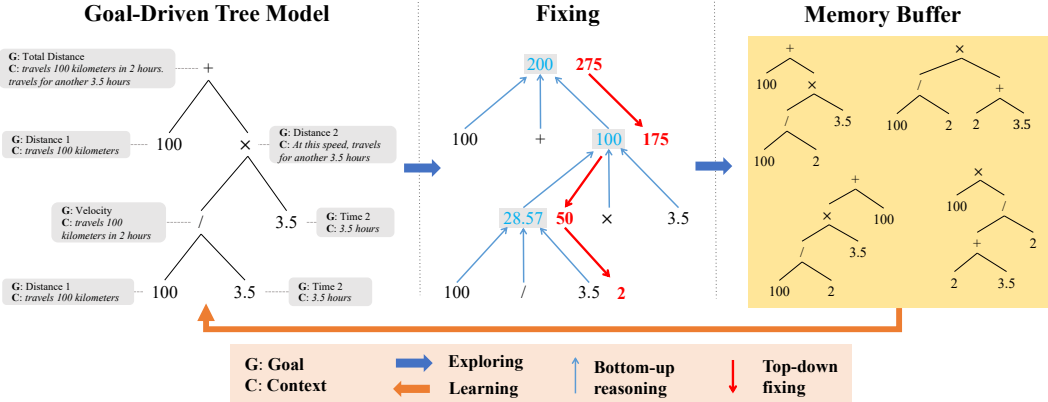 Goal-Driven Tree Model
Fixing
Memory Buffer
G: Total Distance
C: travels 100 kilometers in 2 hours.
travels for another 3.5 hours
+
G: Distance 1
C: travels 100 kilometers
100
×
G: Distance 2
C: At this speed, travels
for another 3.5 hours
G: Velocity
C: travels 100
kilometers in 2 hours
/
3.5
G: Time 2
C: 3.5 hours
G: Distance 1
C: travels 100 kilometers
100
3.5
G: Time 2
C: 3.5 hours
200 275
100 + 100 175
28.57 50 × 3.5
100 / 3.5 2
+
100 ×
/ 3.5
100 2
×
/ +
100 2 2 3.5
+
× 100
/ 3.5
100 2
×
100 /
+ 2
2 3.5
G: Goal
C: Context
Exploring
Learning
Bottom-up
reasoning
Top-down
fixing